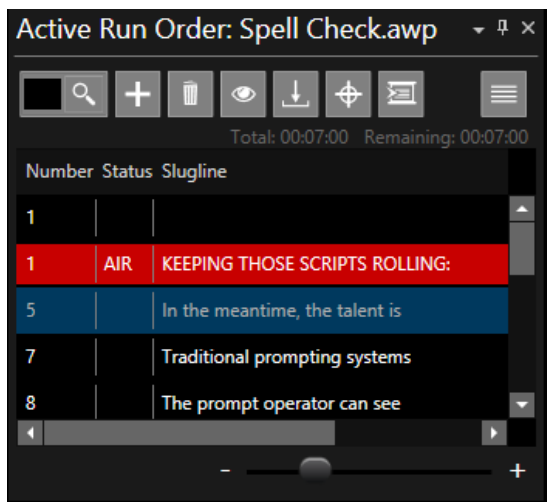 Active Run Order: Spell Check.awp
Total: 00:07:00 Remaining: 00:07:00
Number Status Slugline
1
1 AIR KEEPING THOSE SCRIPTS ROLLING:
5 In the meantime, the talent is
7 Traditional prompting systems
8 The prompt operator can see
- +